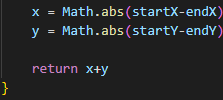 x = Math.abs(startX-endX)
y = Math.abs(startY-endY)
return x+y
}